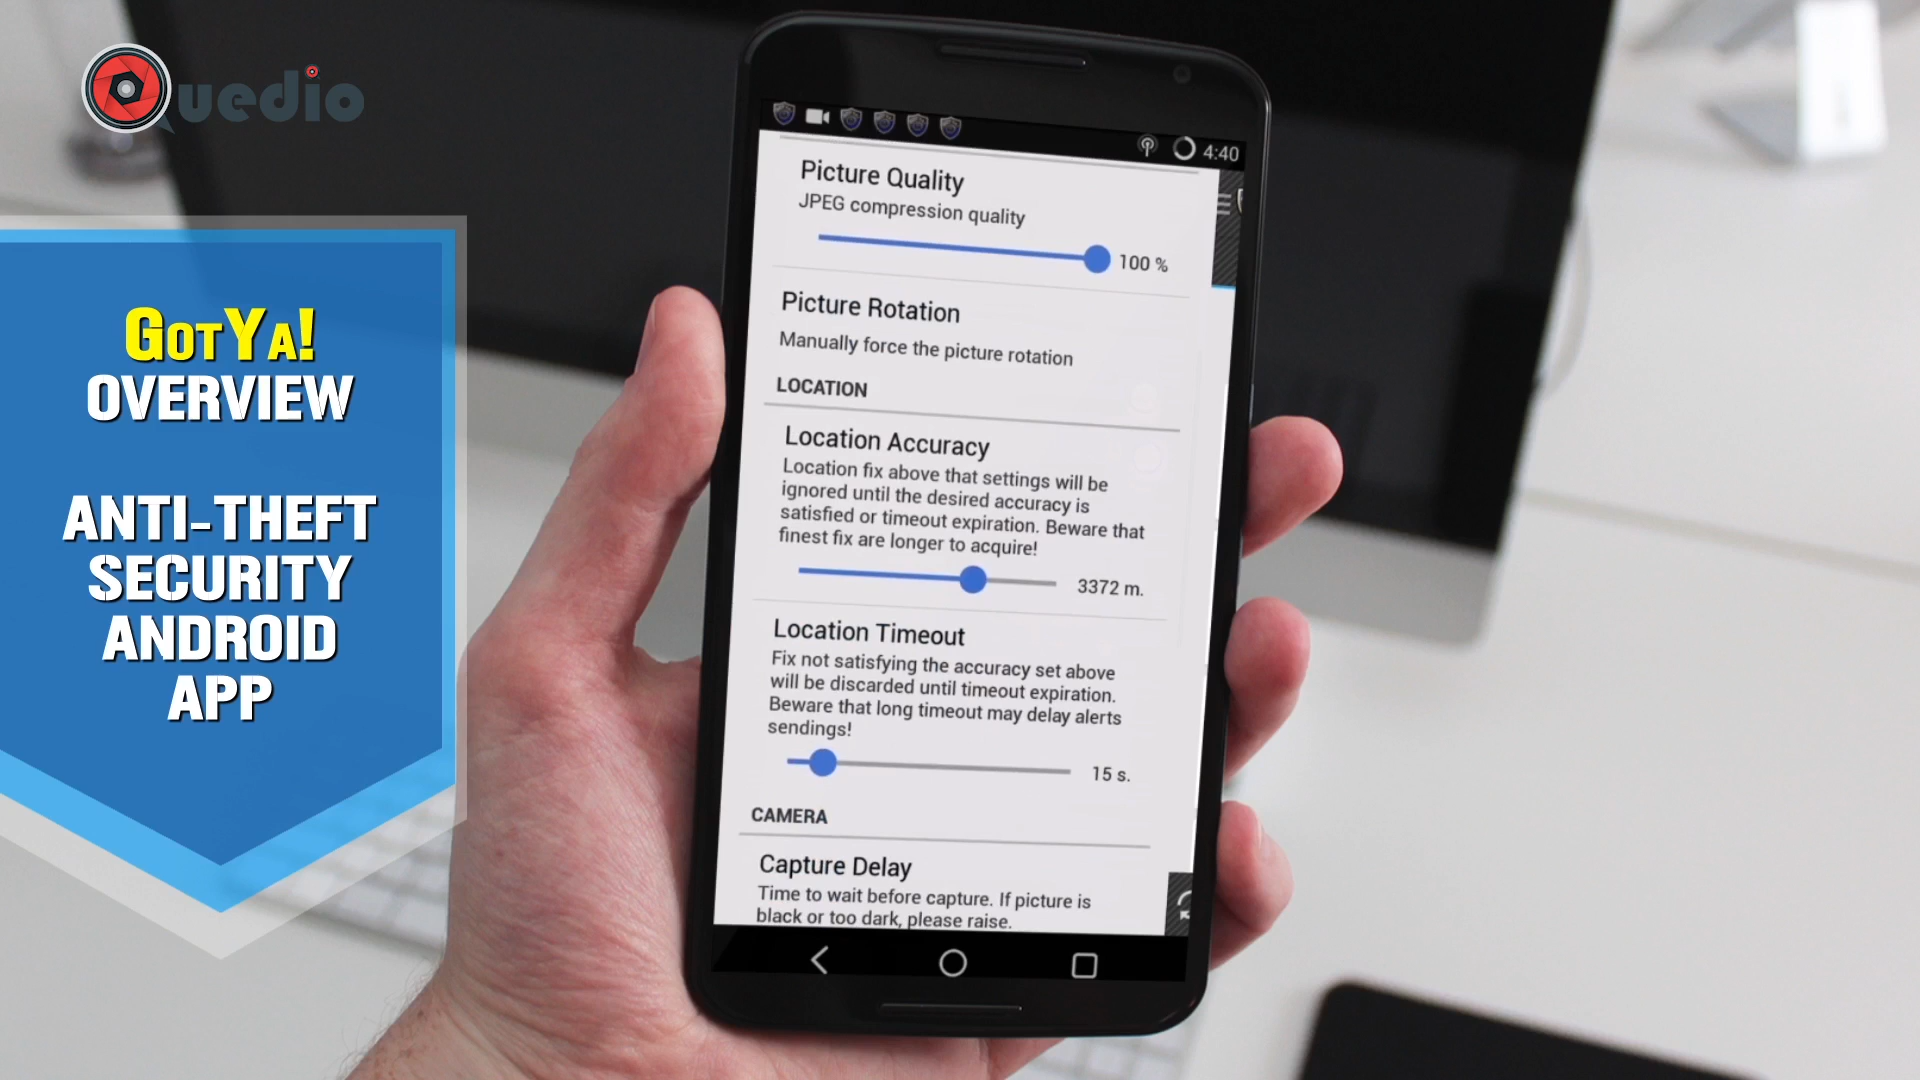 Quedio
4:40
Picture Quality
JPEG compression quality
100 %
Picture Rotation
Manually force the picture rotation
LOCATION
Location Accuracy
Location fix above that settings will be
ignored until the desired accuracy is
satisfied or timeout expiration. Beware that
finest fix are longer to acquire!
3372 m.
Location Timeout
Fix not satisfying the accuracy set above
will be discarded until timeout expiration.
Beware that long timeout may delay alerts
sendings!
15 s.
CAMERA
Capture Delay
Time to wait before capture. If picture is
black or too dark, please raise.
GOTYA!
OVERVIEW
ANTI-THEFT
SECURITY
ANDROID
APP